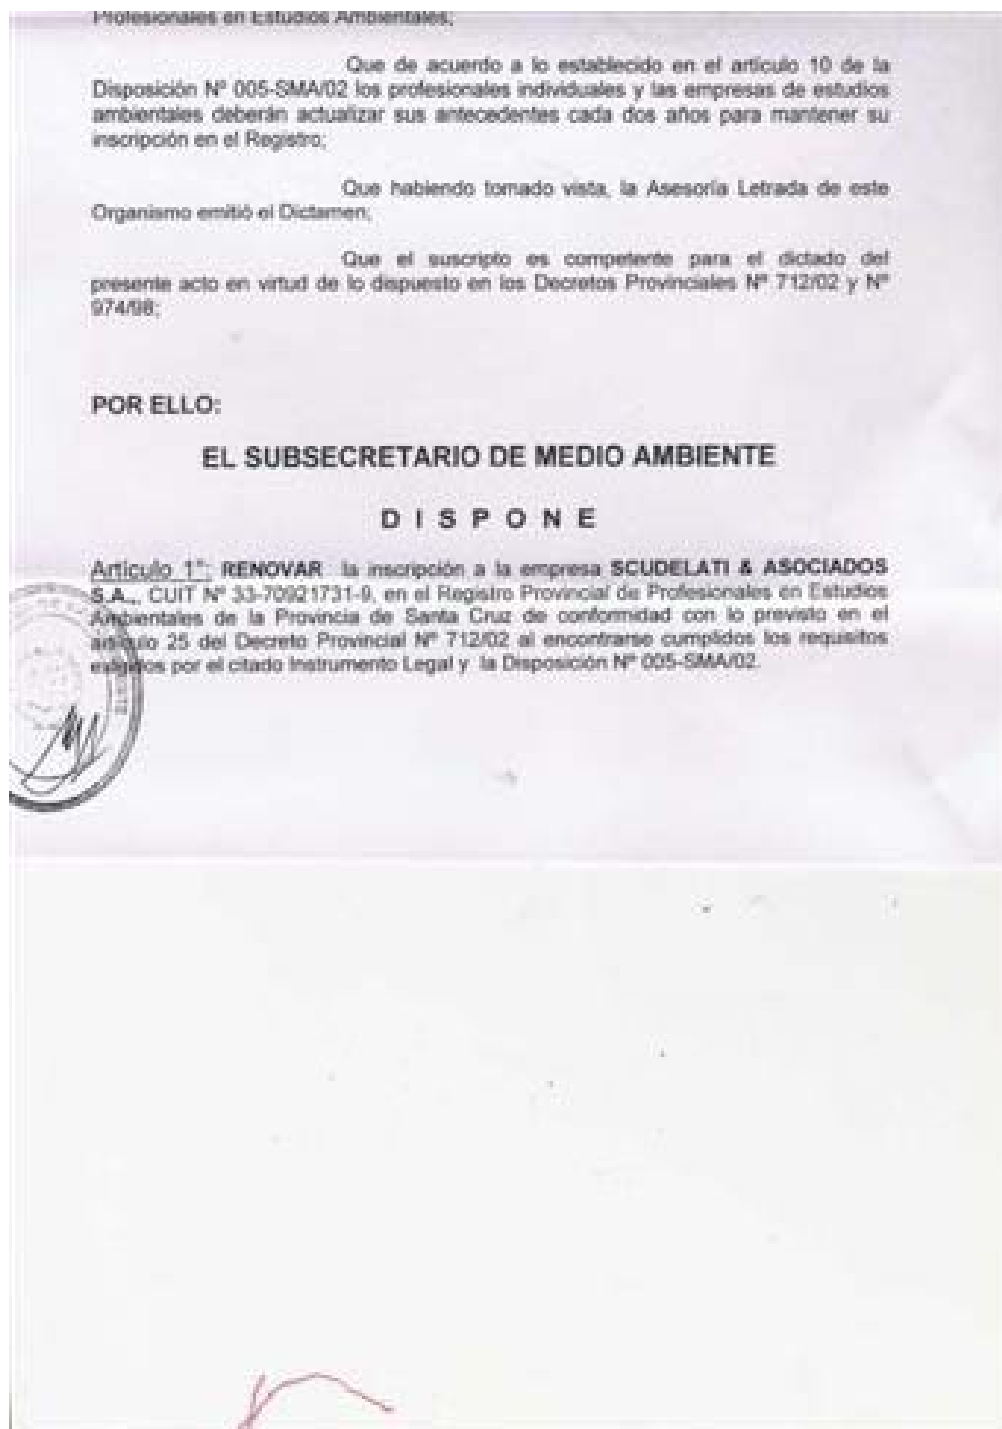 Profesionales en Estudios Ambientales;
Que de acuerdo a lo establecido en el artículo 10 de la
Disposición Nº 005-SMA/02 los profesionales individuales y las empresas de estudios
ambientales deberán actualizar sus antecedentes cada dos años para mantener su
inscripción en el Registro;
Que habiendo tomado vista, la Asesoría Letrada de este
Organismo emitió el Dictamen;
Que el suscripto es competente para el dictado del
presente acto en virtud de lo dispuesto en los Decretos Provinciales Nº 712/02 y Nº
974/98;
POR ELLO:
EL SUBSECRETARIO DE MEDIO AMBIENTE
D I S P O N E
Artículo 1°: RENOVAR la inscripción a la empresa SCUDELATI & ASOCIADOS
S.A., CUIT Nº 33-70921731-9, en el Registro Provincial de Profesionales en Estudios
Ambientales de la Provincia de Santa Cruz de conformidad con lo previsto en el
artículo 25 del Decreto Provincial Nº 712/02 al encontrarse cumplidos los requisitos
exigidos por el citado Instrumento Legal y la Disposición Nº 005-SMA/02.